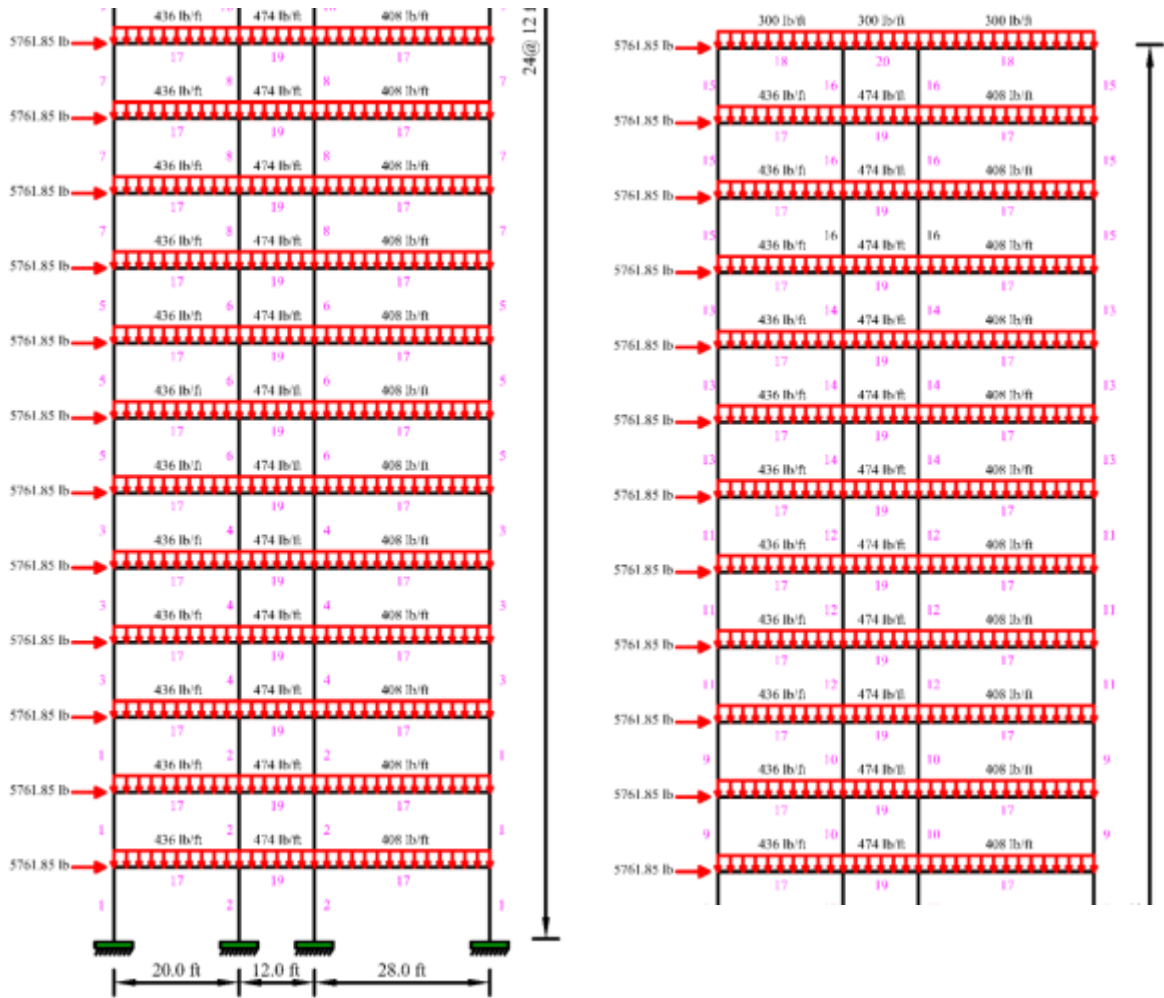 436 lb/ft 474 lb/ft 408 lb/ft
5761.85 lb
17 19 17
7 8 8 7
436 lb/ft 474 lb/ft 408 lb/ft
5761.85 lb
17 19 17
7 8 8 7
436 lb/ft 474 lb/ft 408 lb/ft
5761.85 lb
17 19 17
7 8 8 7
436 lb/ft 474 lb/ft 408 lb/ft
5761.85 lb
17 19 17
5 6 6 5
436 lb/ft 474 lb/ft 408 lb/ft
5761.85 lb
17 19 17
5 6 6 5
436 lb/ft 474 lb/ft 408 lb/ft
5761.85 lb
17 19 17
5 6 6 5
436 lb/ft 474 lb/ft 408 lb/ft
5761.85 lb
17 19 17
3 4 4 3
436 lb/ft 474 lb/ft 408 lb/ft
5761.85 lb
17 19 17
3 4 4 3
436 lb/ft 474 lb/ft 408 lb/ft
5761.85 lb
17 19 17
3 4 4 3
436 lb/ft 474 lb/ft 408 lb/ft
5761.85 lb
17 19 17
1 2 2 1
436 lb/ft 474 lb/ft 408 lb/ft
5761.85 lb
17 19 17
1 2 2 1
436 lb/ft 474 lb/ft 408 lb/ft
5761.85 lb
17 19 17
1 2 2 1
20.0 ft 12.0 ft 28.0 ft
24@ 12
300 lb/ft 300 lb/ft 300 lb/ft
5761.85 lb
18 20 18
15 16 16 15
436 lb/ft 474 lb/ft 408 lb/ft
5761.85 lb
17 19 17
15 16 16 15
436 lb/ft 474 lb/ft 408 lb/ft
5761.85 lb
17 19 17
15 16 16 15
436 lb/ft 474 lb/ft 408 lb/ft
5761.85 lb
17 19 17
13 14 14 13
436 lb/ft 474 lb/ft 408 lb/ft
5761.85 lb
17 19 17
13 14 14 13
436 lb/ft 474 lb/ft 408 lb/ft
5761.85 lb
17 19 17
13 14 14 13
436 lb/ft 474 lb/ft 408 lb/ft
5761.85 lb
17 19 17
11 12 12 11
436 lb/ft 474 lb/ft 408 lb/ft
5761.85 lb
17 19 17
11 12 12 11
436 lb/ft 474 lb/ft 408 lb/ft
5761.85 lb
17 19 17
11 12 12 11
436 lb/ft 474 lb/ft 408 lb/ft
5761.85 lb
17 19 17
9 10 10 9
436 lb/ft 474 lb/ft 408 lb/ft
5761.85 lb
17 19 17
9 10 10 9
436 lb/ft 474 lb/ft 408 lb/ft
5761.85 lb
17 19 17